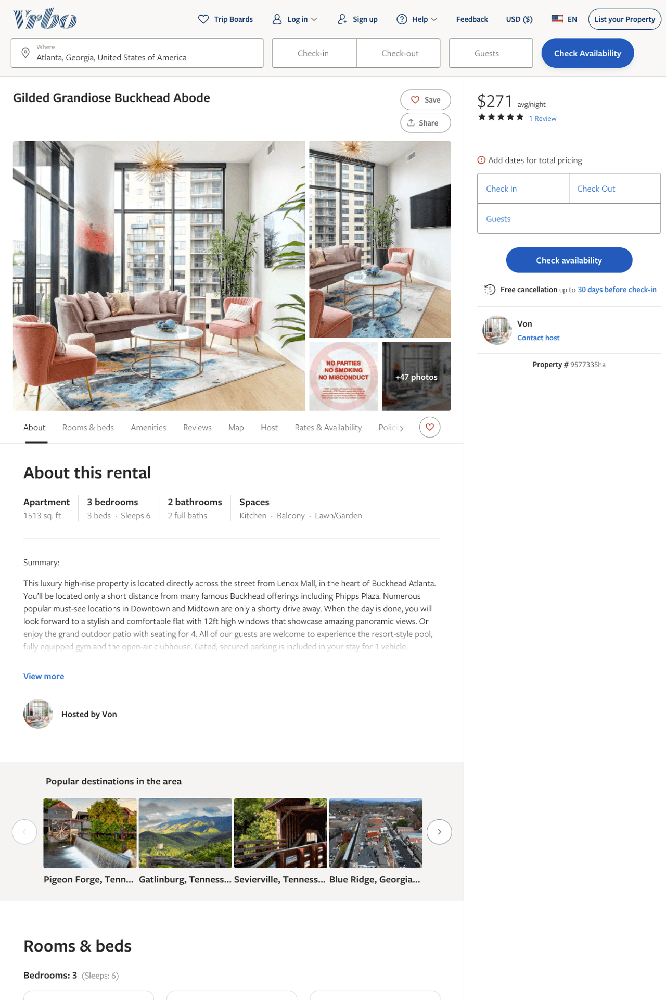 Vrbo
Trip Boards
Log in
Sign up
Help
Feedback
USD ($)
EN
List your Property
Where
Atlanta, Georgia, United States of America
Check-in
Check-out
Guests
Check Availability
Gilded Grandiose Buckhead Abode
Save
Share
$271 avg/night
1 Review
Add dates for total pricing
Check In
Check Out
Guests
Check availability
Free cancellation up to 30 days before check-in
Von
Contact host
Property # 9577335ha
NO PARTIES
NO SMOKING
NO MISCONDUCT
+47 photos
About
Rooms & beds
Amenities
Reviews
Map
Host
Rates & Availability
Polici
About this rental
Apartment
1513 sq. ft
3 bedrooms
3 beds · Sleeps 6
2 bathrooms
2 full baths
Spaces
Kitchen · Balcony · Lawn/Garden
Summary:
This luxury high-rise property is located directly across the street from Lenox Mall, in the heart of Buckhead Atlanta.
You’ll be located only a short distance from many famous Buckhead offerings including Phipps Plaza. Numerous
popular must-see locations in Downtown and Midtown are only a shorty drive away. When the day is done, you will
look forward to a stylish and comfortable flat with 12ft high windows that showcase amazing panoramic views. Or
enjoy the grand outdoor patio with seating for 4. All of our guests are welcome to experience the resort-style pool,
fully equipped gym and the open-air clubhouse. Gated, secured parking is included in your stay for 1 vehicle.
View more
Hosted by Von
Popular destinations in the area
Pigeon Forge, Tenn...
Gatlinburg, Tenness...
Sevierville, Tenness...
Blue Ridge, Georgia...
Rooms & beds
Bedrooms: 3 (Sleeps: 6)